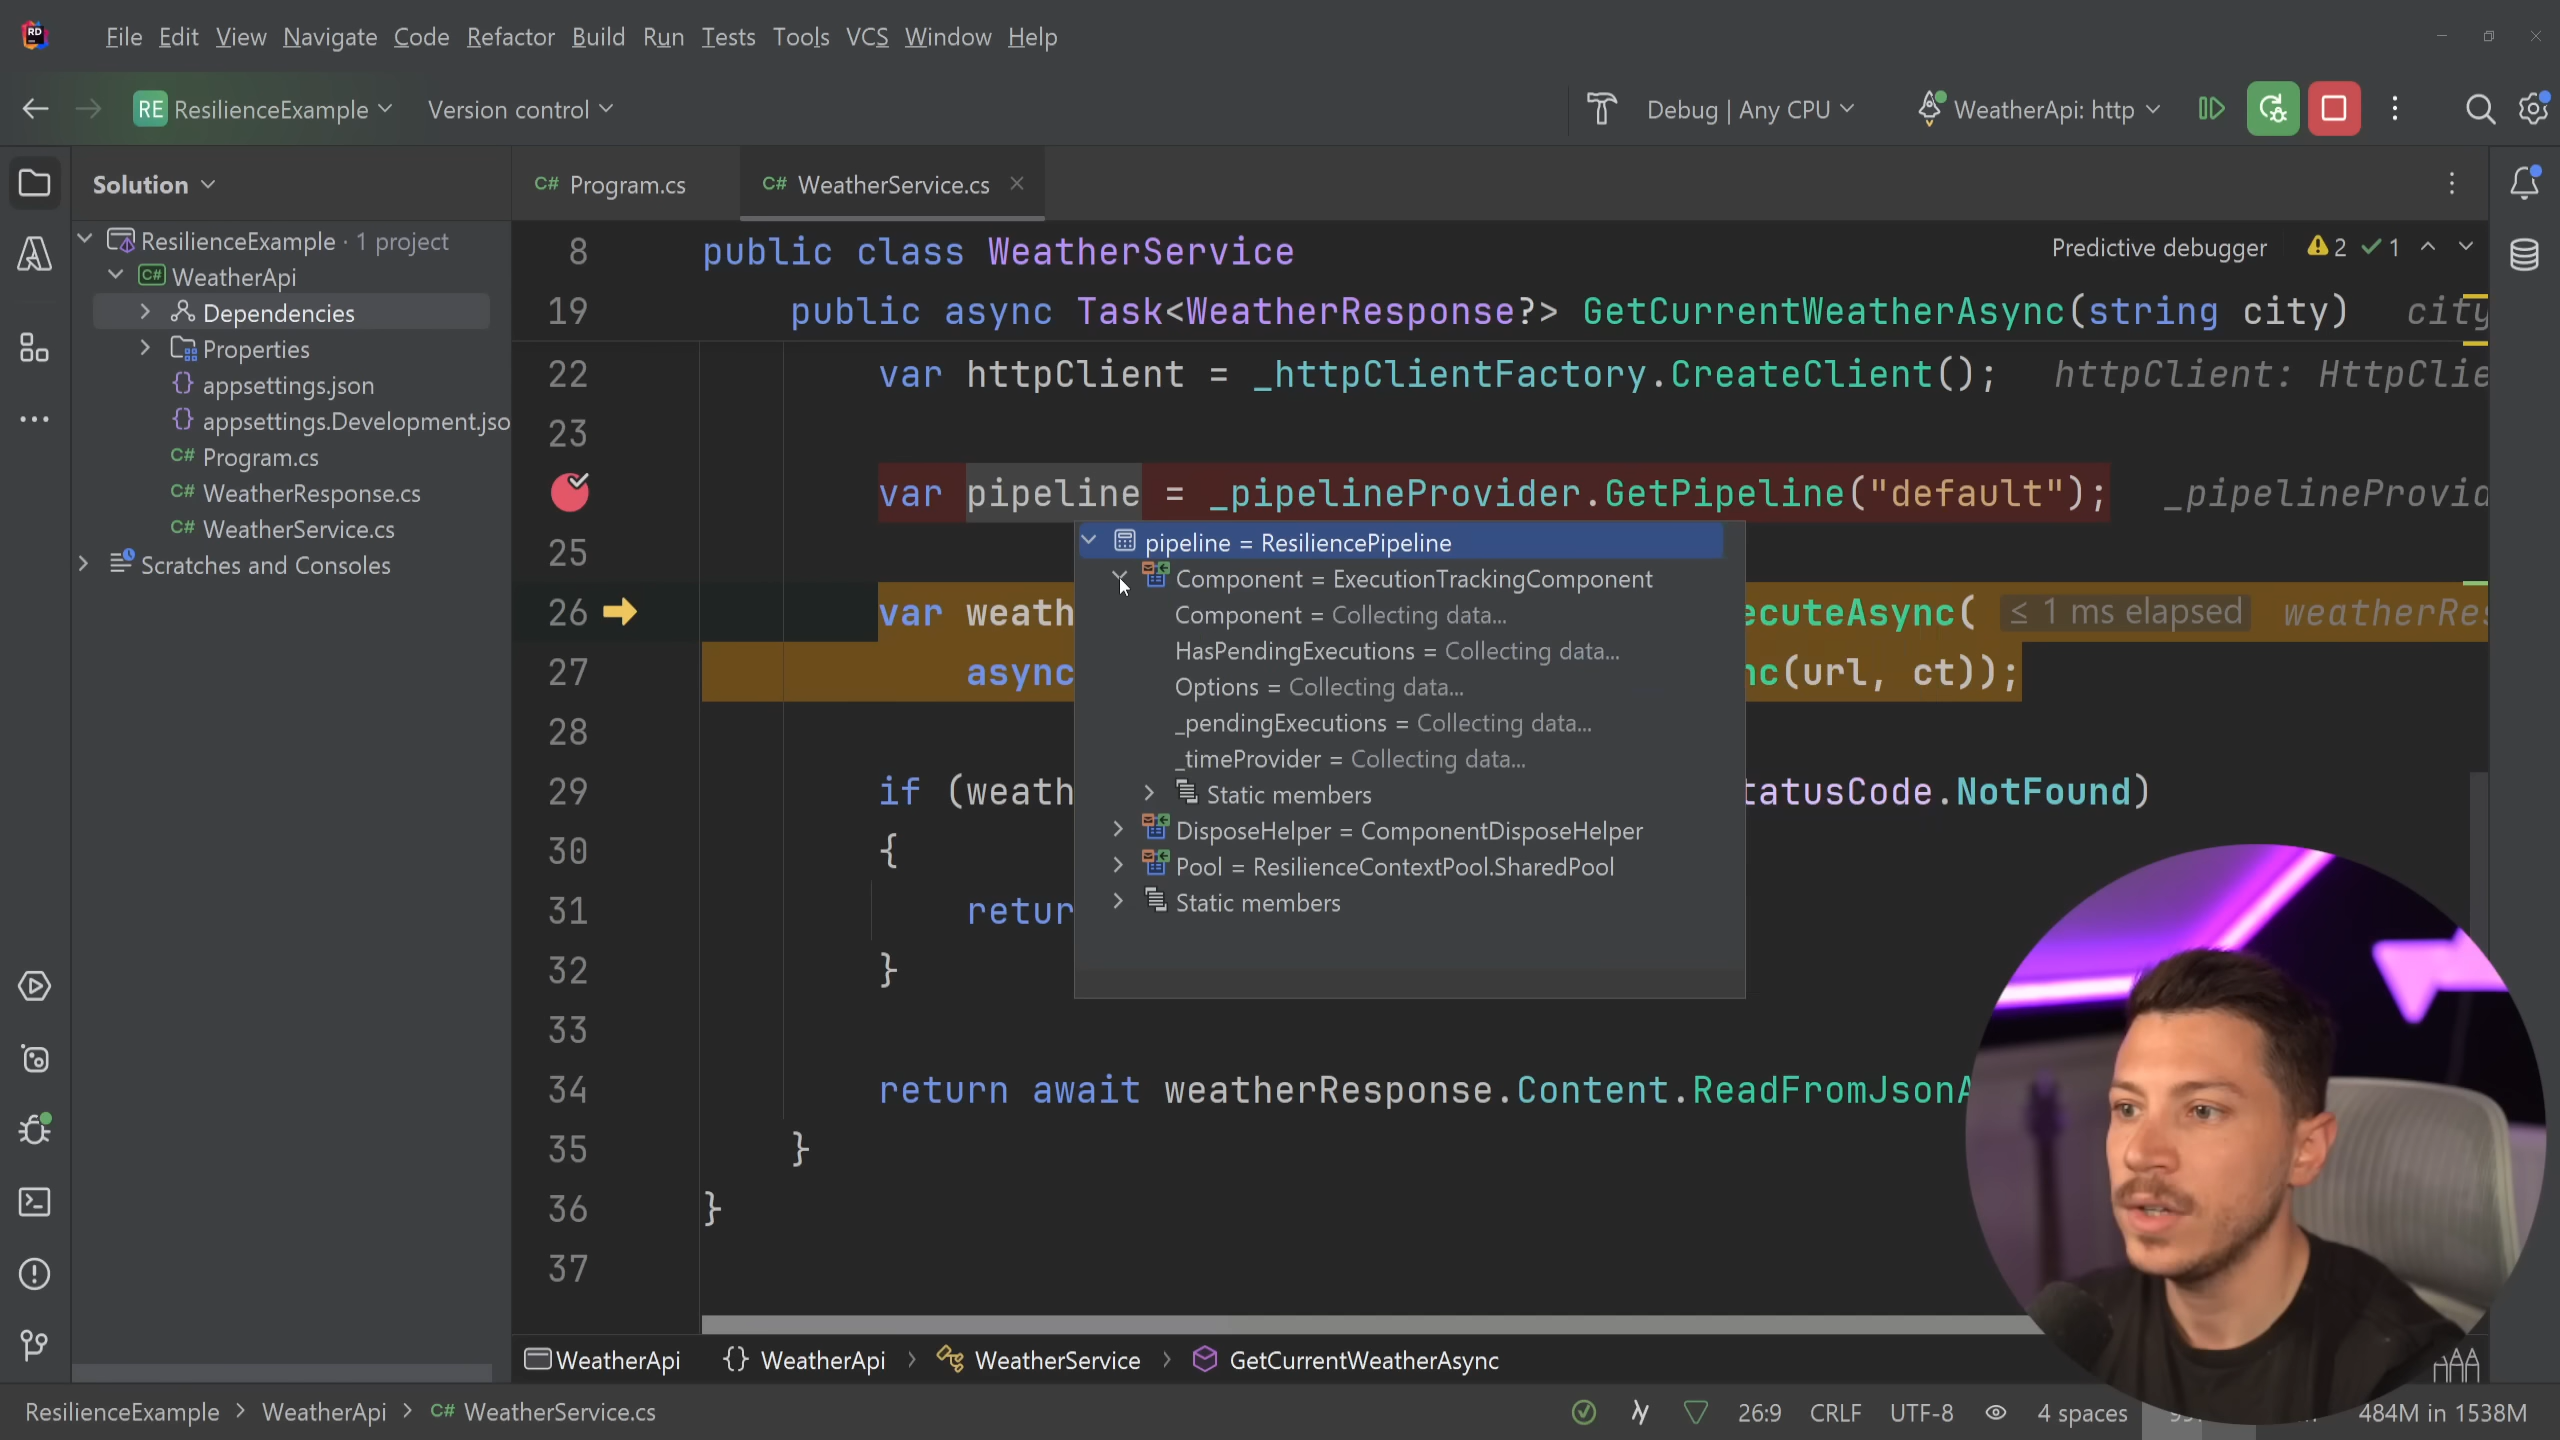 RD File Edit View Navigate Code Refactor Build Run Tests Tools VCS Window Help
RE ResilienceExample Version control Debug | Any CPU WeatherApi: http
Solution
C# Program.cs C# WeatherService.cs
ResilienceExample · 1 project
C# WeatherApi
Dependencies
Properties
{} appsettings.json
{} appsettings.Development.jso
C# Program.cs
C# WeatherResponse.cs
C# WeatherService.cs
Scratches and Consoles
Predictive debugger 2 1
8 public class WeatherService
19 public async Task<WeatherResponse?> GetCurrentWeatherAsync(string city) city
22 var httpClient = _httpClientFactory.CreateClient(); httpClient: HttpClie
23
var pipeline = _pipelineProvider.GetPipeline("default"); _pipelineProvid
25
26 var weath ecuteAsync( ≤ 1 ms elapsed weatherRes
27 async nc(url, ct));
28
29 if (weath tatusCode.NotFound)
30 {
31 retur
32 }
33
34 return await weatherResponse.Content.ReadFromJsonA
35 }
36 }
37
pipeline = ResiliencePipeline
Component = ExecutionTrackingComponent
Component = Collecting data...
HasPendingExecutions = Collecting data...
Options = Collecting data...
_pendingExecutions = Collecting data...
_timeProvider = Collecting data...
Static members
DisposeHelper = ComponentDisposeHelper
Pool = ResilienceContextPool.SharedPool
Static members
WeatherApi {} WeatherApi > WeatherService > GetCurrentWeatherAsync
ResilienceExample > WeatherApi > C# WeatherService.cs 26:9 CRLF UTF-8 4 spaces 484M in 1538M